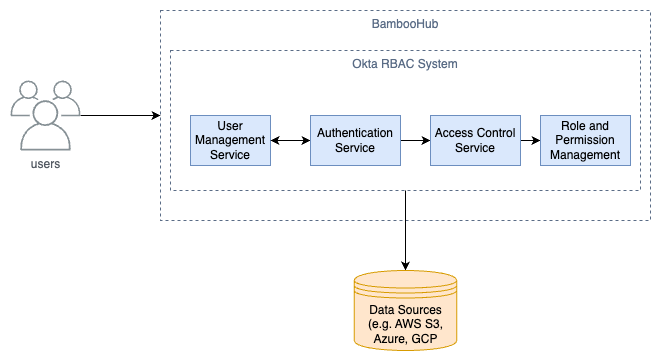 BambooHub
Okta RBAC System
users
User
Management
Service
Authentication
Service
Access Control
Service
Role and
Permission
Management
Data Sources
(e.g. AWS S3,
Azure, GCP